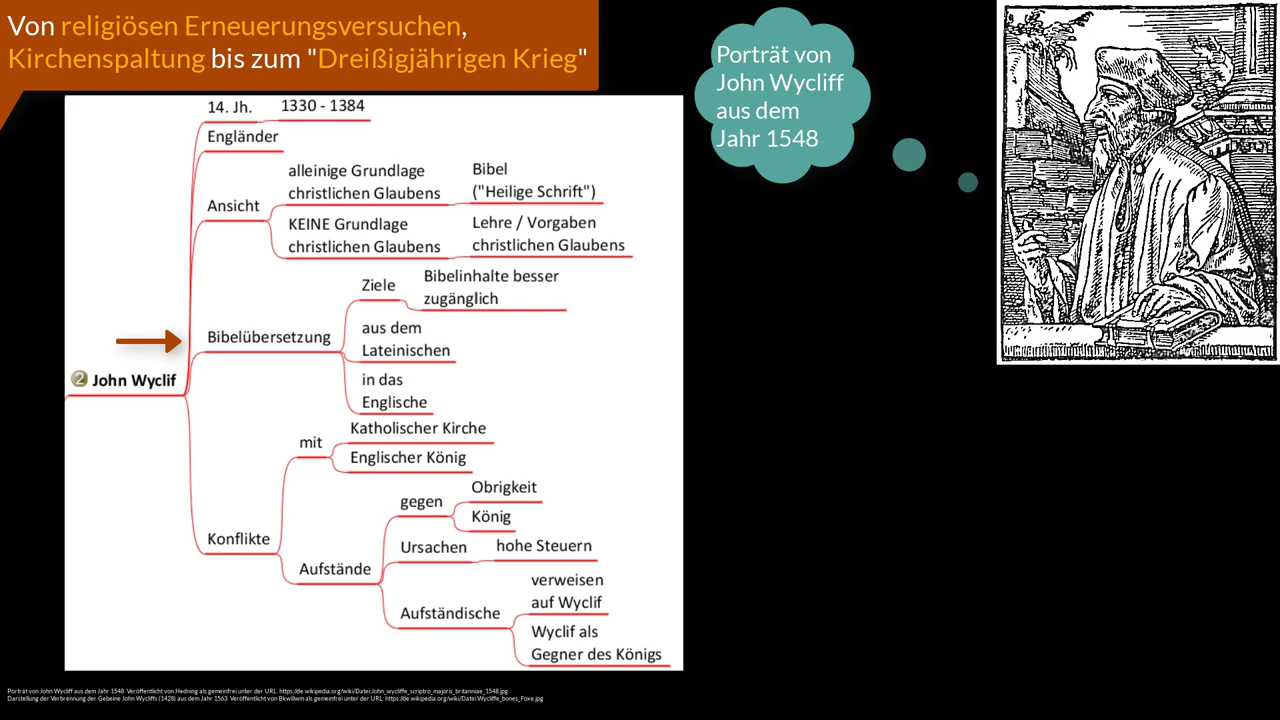 Von religiösen Erneuerungsversuchen,
Kirchenspaltung bis zum "Dreißigjährigen Krieg"
Porträt von
John Wycliff
aus dem
Jahr 1548
14. Jh.
1330 - 1384
Engländer
Ansicht
alleinige Grundlage
christlichen Glaubens
Bibel
("Heilige Schrift")
KEINE Grundlage
christlichen Glaubens
Lehre / Vorgaben
christlichen Glaubens
Bibelübersetzung
Ziele
Bibelinhalte besser
zugänglich
aus dem
Lateinischen
in das
Englische
2 John Wyclif
Konflikte
mit
Katholischer Kirche
Englischer König
Aufstände
gegen
Obrigkeit
König
Ursachen
hohe Steuern
Aufständische
verweisen
auf Wyclif
Wyclif als
Gegner des Königs
Porträt von John Wycliff aus dem Jahr 1548. Veröffentlicht von Hedning als gemeinfrei unter der URL: https://de.wikipedia.org/wiki/Datei:John_wycliffe_scriptro_majoris_britanniae_1548.jpg
Darstellung der Verbrennung der Gebeine John Wycliffs (1428) aus dem Jahr 1563. Veröffentlicht von Bkwillwm als gemeinfrei unter der URL: https://de.wikipedia.org/wiki/Datei:Wycliffe_bones_Foxe.jpg